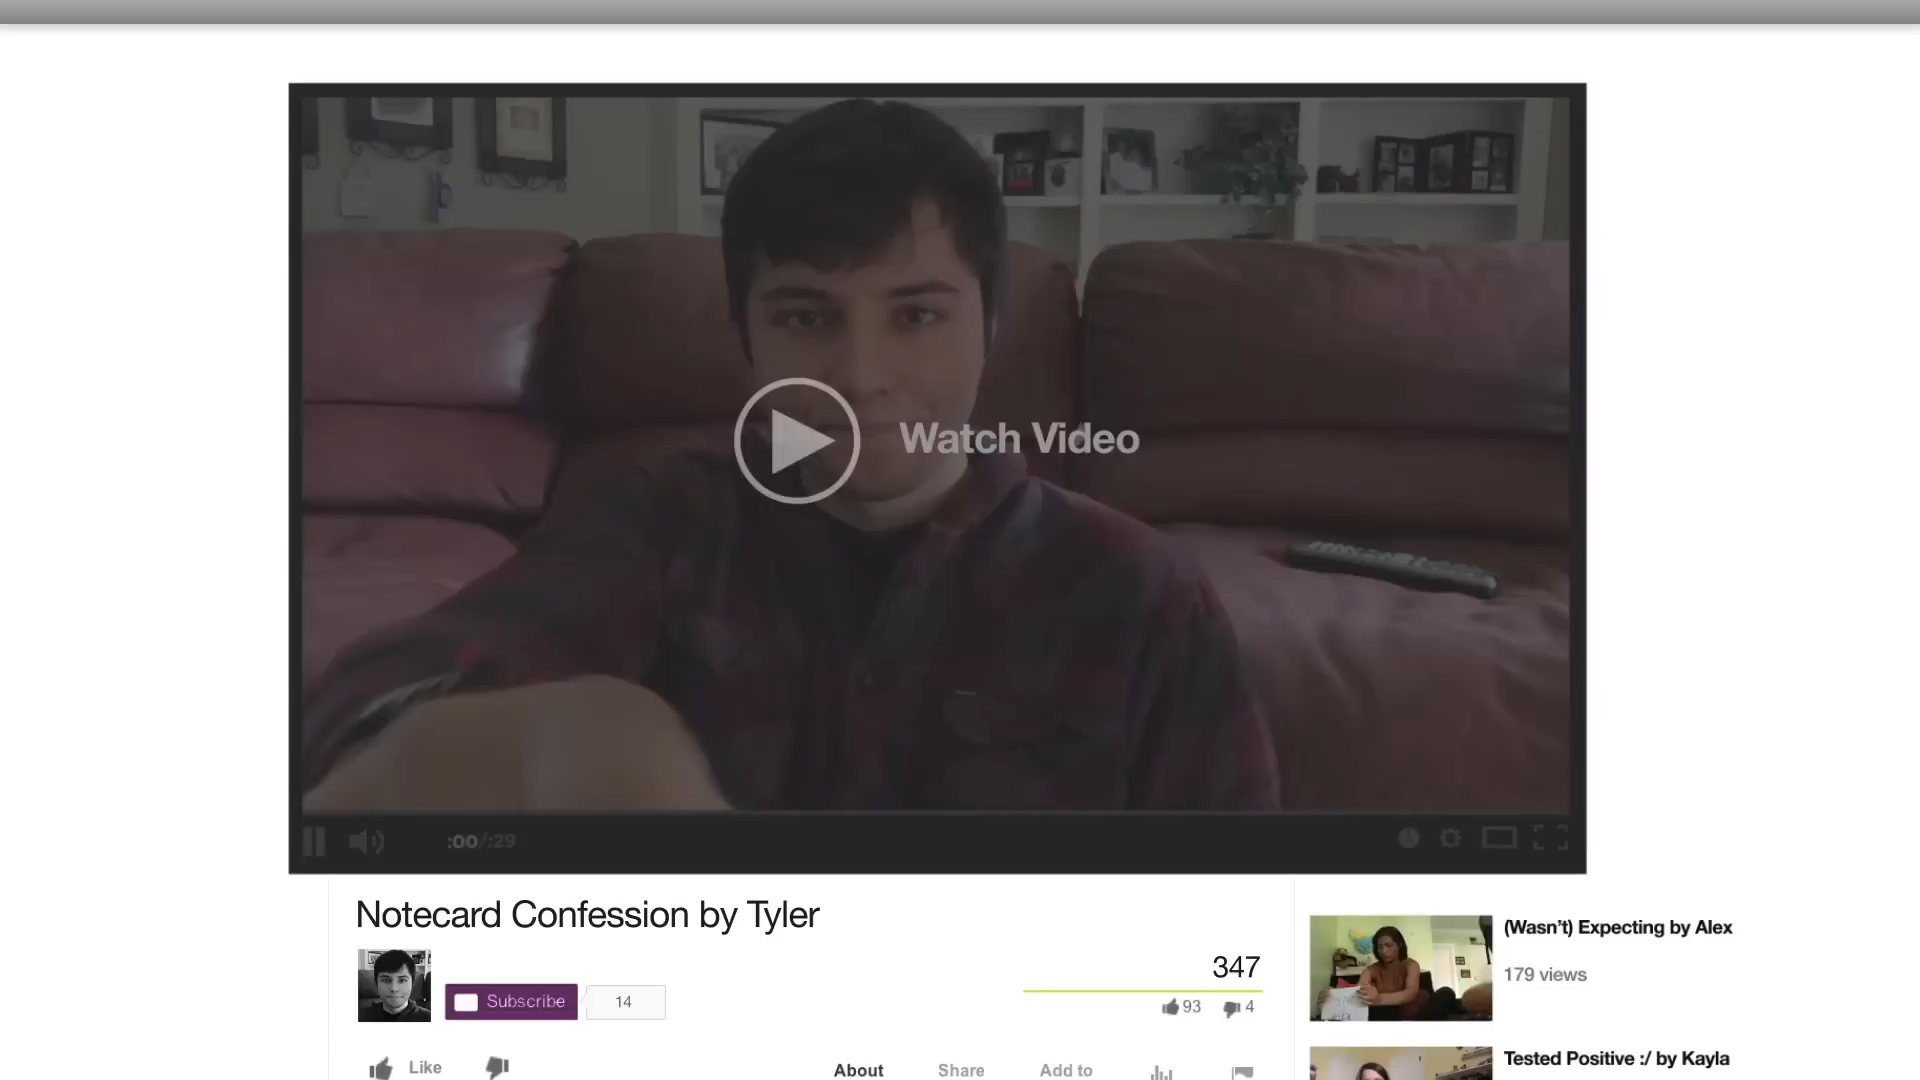 Watch Video
:00/:29
Notecard Confession by Tyler
Subscribe
14
347
93
4
Like
About
Share
Add to
(Wasn't) Expecting by Alex
179 views
Tested Positive :/ by Kayla